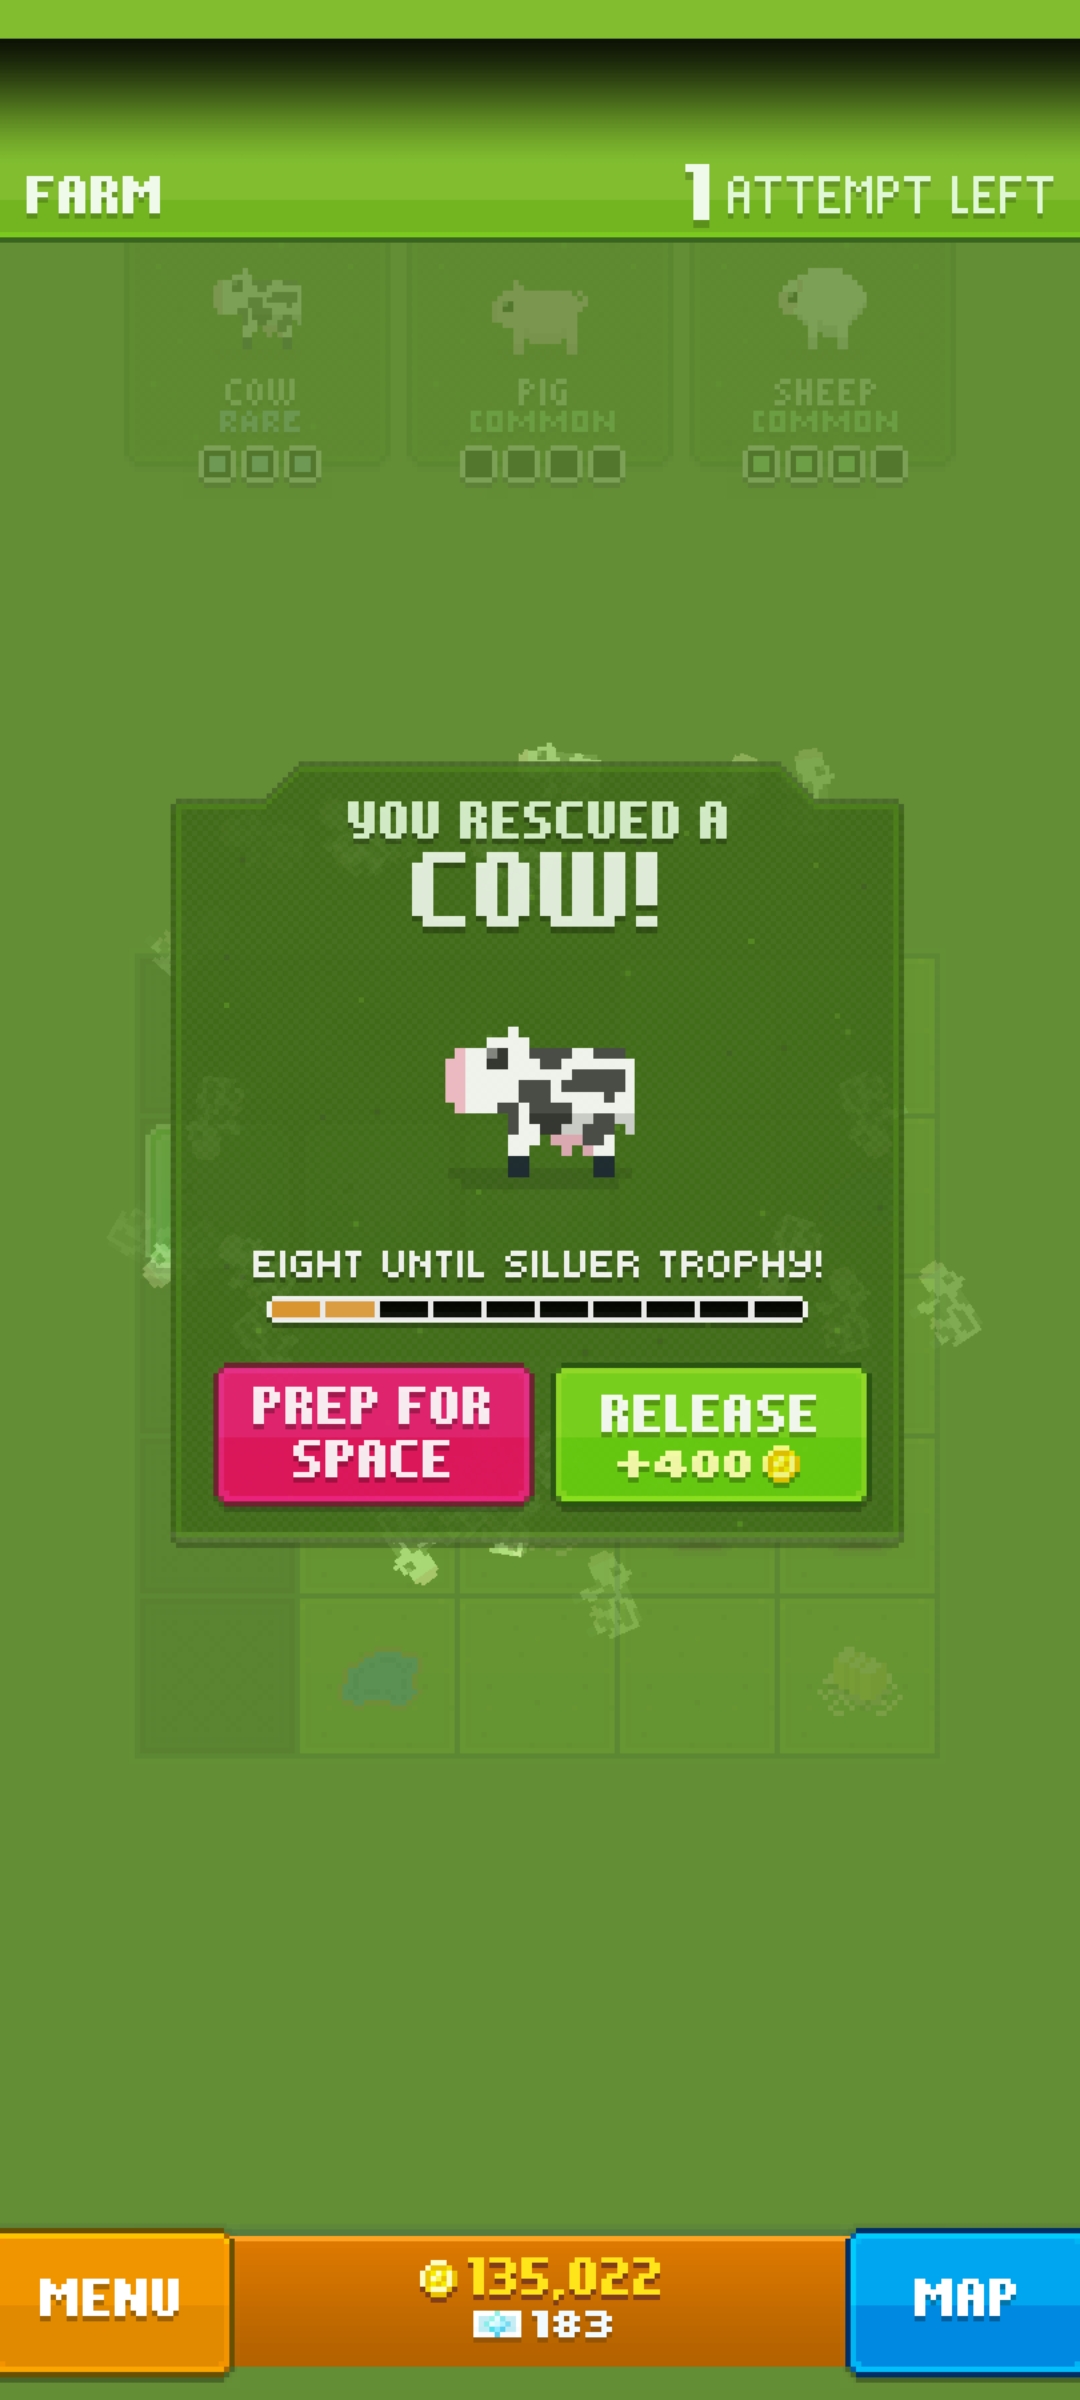 FARM
1 ATTEMPT LEFT
COW
RARE
PIG
COMMON
SHEEP
COMMON
YOU RESCUED A
COW!
EIGHT UNTIL SILVER TROPHY!
PREP FOR
SPACE
RELEASE
+400
MENU
135,022
183
MAP